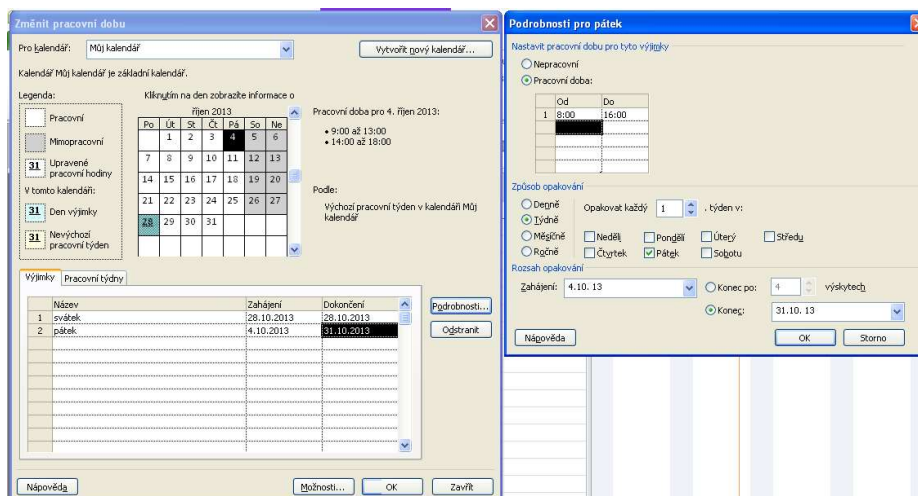 Změnit pracovní dobu
Pro kalendář: Můj kalendář Vytvořit nový kalendář...
Kalendář Můj kalendář je základní kalendář.
Legenda:
Pracovní
Mimopracovní
31 Upravené pracovní hodiny
V tomto kalendáři:
31 Den výjimky
31 Nevýchozí pracovní týden
Kliknutím na den zobrazíte informace o
říjen 2013
Po Út St Čt Pá So Ne
1 2 3 4 5 6
7 8 9 10 11 12 13
14 15 16 17 18 19 20
21 22 23 24 25 26 27
28 29 30 31
Pracovní doba pro 4. říjen 2013:
• 9:00 až 13:00
• 14:00 až 18:00
Podle:
Výchozí pracovní týden v kalendáři Můj
kalendář
Výjimky Pracovní týdny
Název Zahájení Dokončení
1 svátek 28.10.2013 28.10.2013
2 pátek 4.10.2013 31.10.2013
Podrobnosti...
Odstranit
Nápověda Možnosti... OK Zavřít
Podrobnosti pro pátek
Nastavit pracovní dobu pro tyto výjimky
Nepracovní
Pracovní doba:
Od Do
1 8:00 16:00
Způsob opakování
Denně
Týdně
Měsíčně
Ročně
Opakovat každý 1 . týden v:
Neděli Pondělí Úterý Středu
Čtvrtek Pátek Sobotu
Rozsah opakování
Zahájení: 4.10. 13 Konec po: 4 výskytech
Konec: 31.10. 13
Nápověda OK Storno